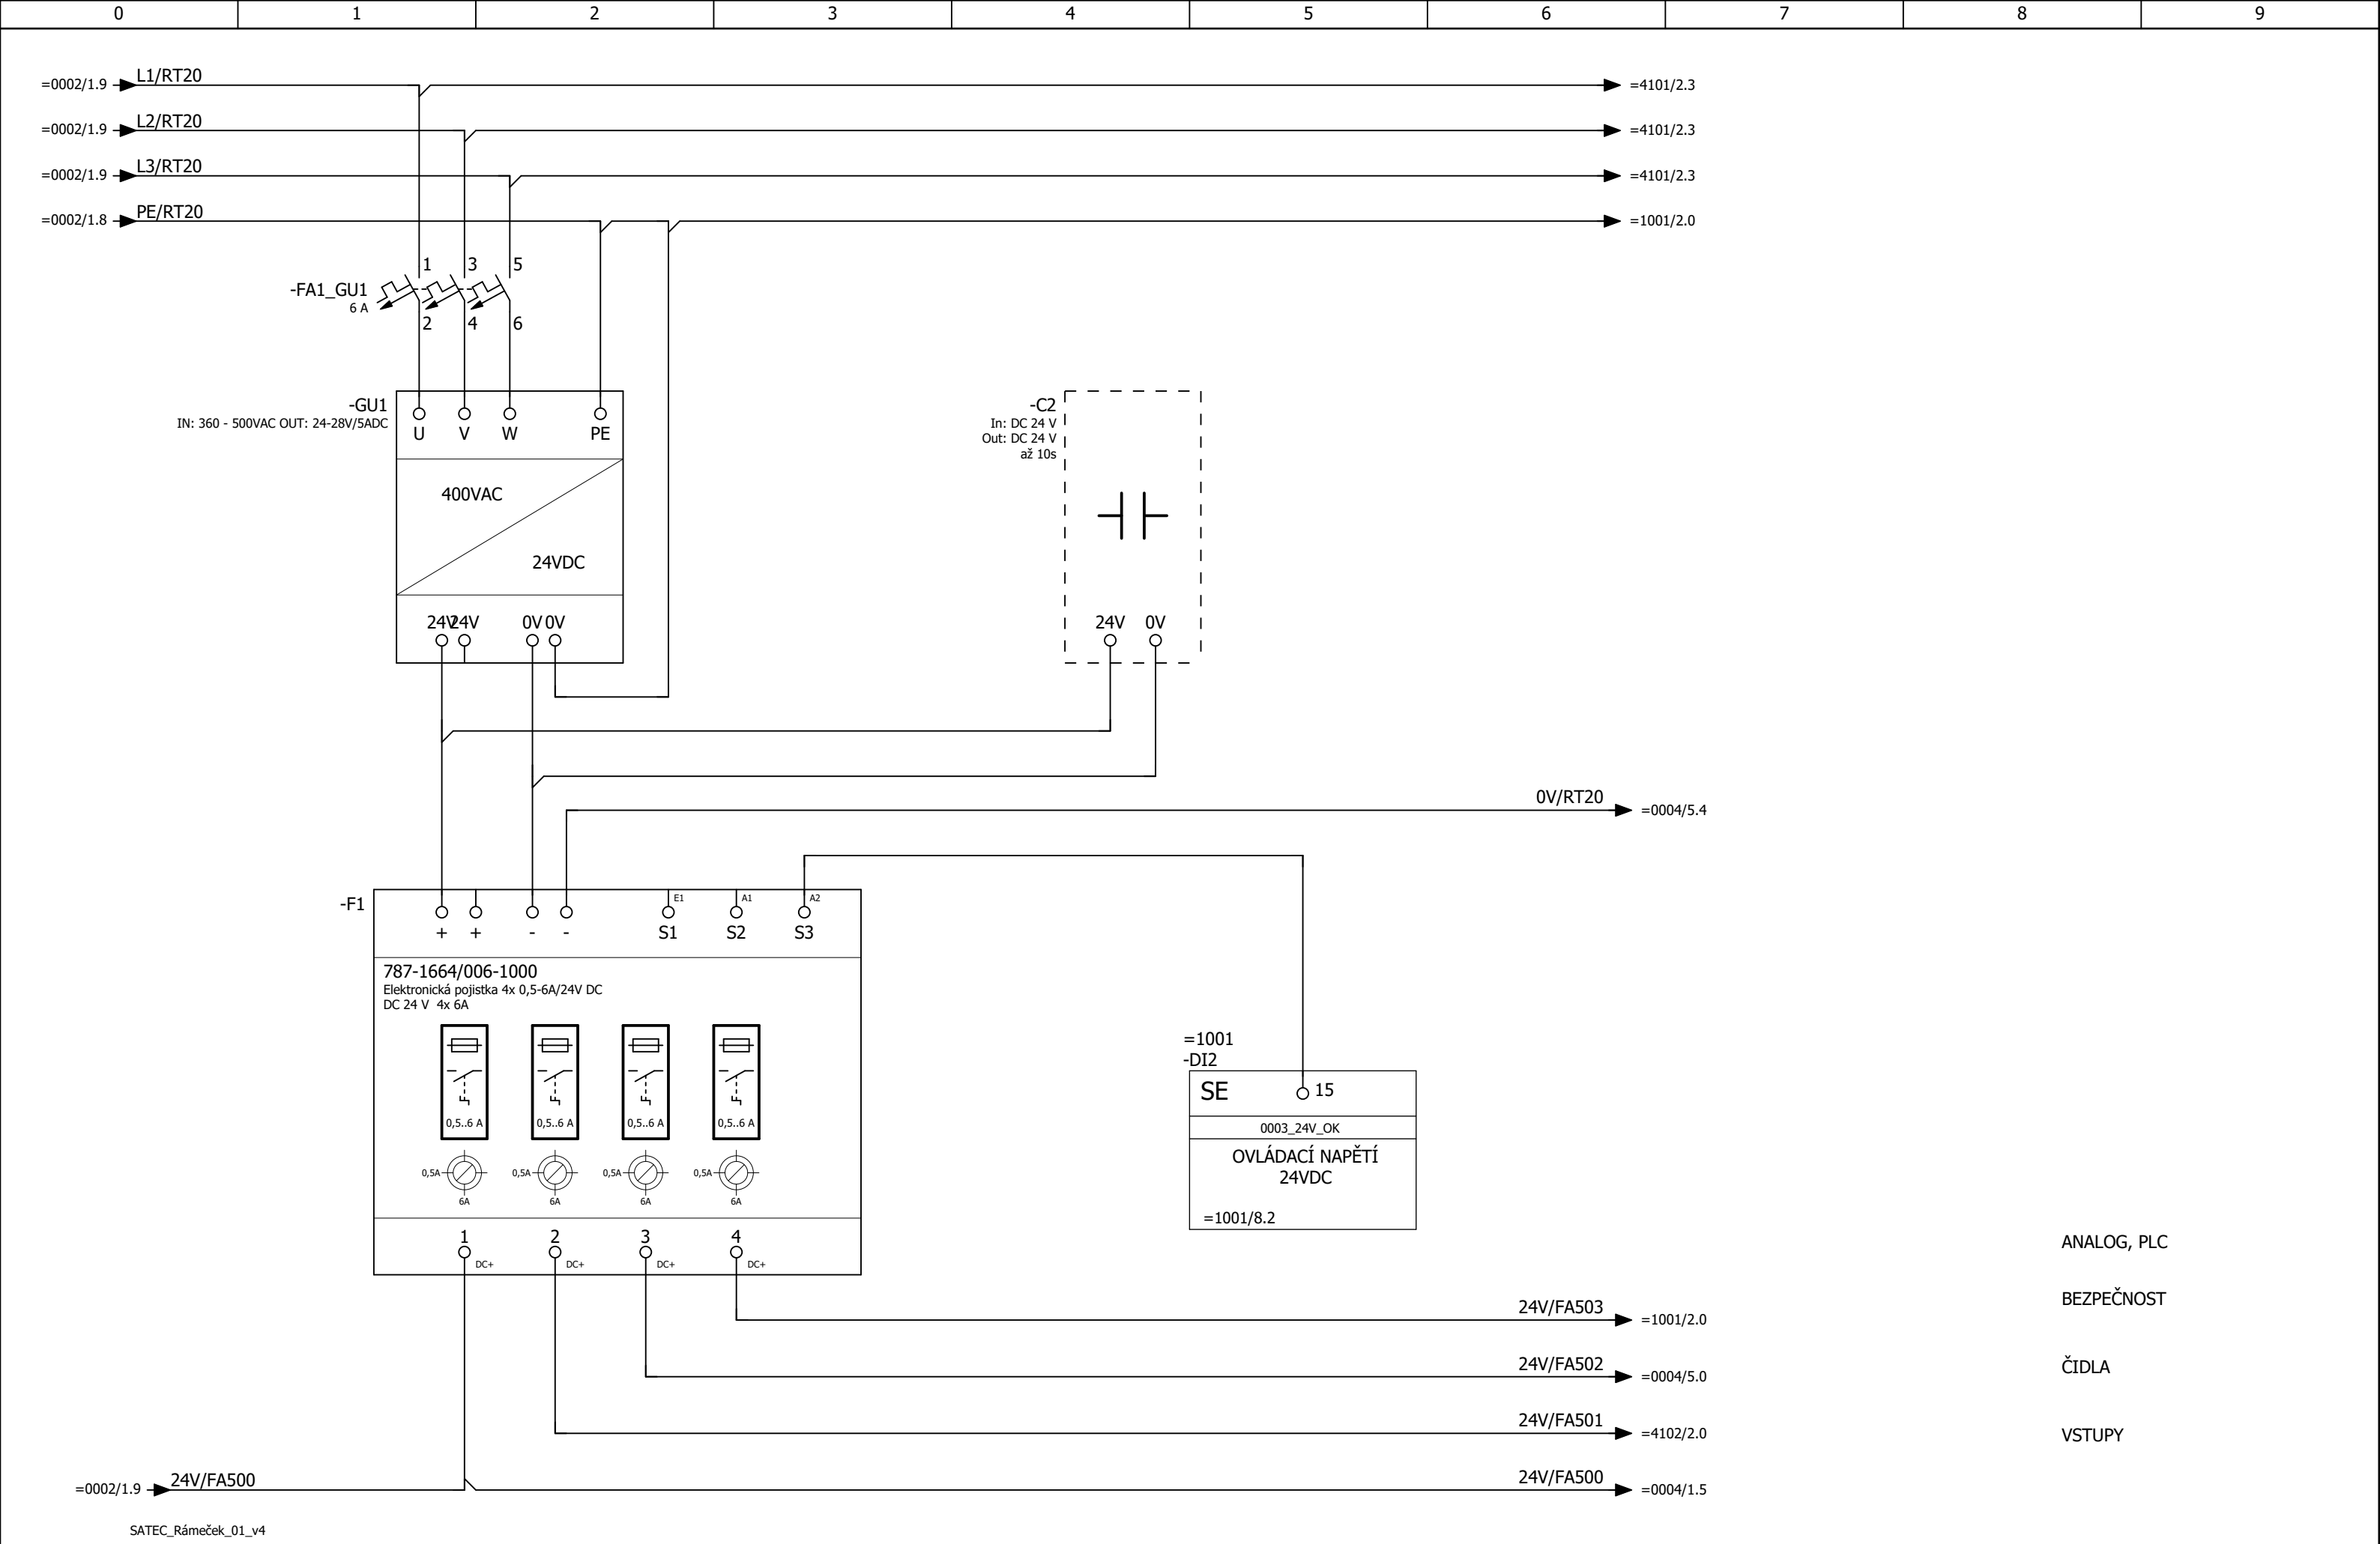 0 1 2 3 4 5 6 7 8 9
=0002/1.9 L1/RT20 =4101/2.3
=0002/1.9 L2/RT20 =4101/2.3
=0002/1.9 L3/RT20 =4101/2.3
=0002/1.8 PE/RT20 =1001/2.0
1 3 5
-FA1_GU1
6 A
2 4 6
-GU1
IN: 360 - 500VAC OUT: 24-28V/5ADC
U V W PE
400VAC
24VDC
24V 24V 0V 0V
-C2
In: DC 24 V
Out: DC 24 V
až 10s
24V 0V
0V/RT20 =0004/5.4
-F1
E1 A1 A2
+ + - - S1 S2 S3
787-1664/006-1000
Elektronická pojistka 4x 0,5-6A/24V DC
DC 24 V 4x 6A
0,5..6 A 0,5..6 A 0,5..6 A 0,5..6 A
0,5A 0,5A 0,5A 0,5A
6A 6A 6A 6A
1 2 3 4
DC+ DC+ DC+ DC+
=1001
-DI2
SE 15
0003_24V_OK
OVLÁDACÍ NAPĚTÍ
24VDC
=1001/8.2
ANALOG, PLC
BEZPEČNOST
24V/FA503 =1001/2.0
ČIDLA
24V/FA502 =0004/5.0
24V/FA501 =4102/2.0
VSTUPY
=0002/1.9 24V/FA500 24V/FA500 =0004/1.5
SATEC_Rámeček_01_v4